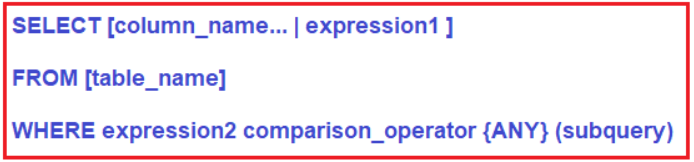 SELECT [column_name... | expression1 ]
FROM [table_name]
WHERE expression2 comparison_operator {ANY} (subquery)